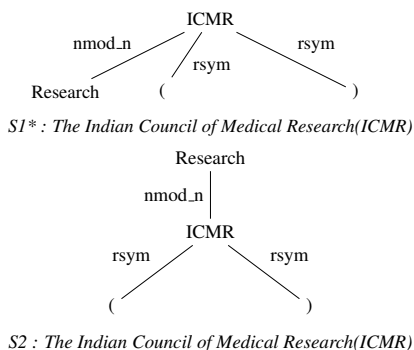 ICMR
nmod_n rsym rsym
Research ( )
S1* : The Indian Council of Medical Research(ICMR)
Research
nmod_n
ICMR
rsym rsym
( )
S2 : The Indian Council of Medical Research(ICMR)